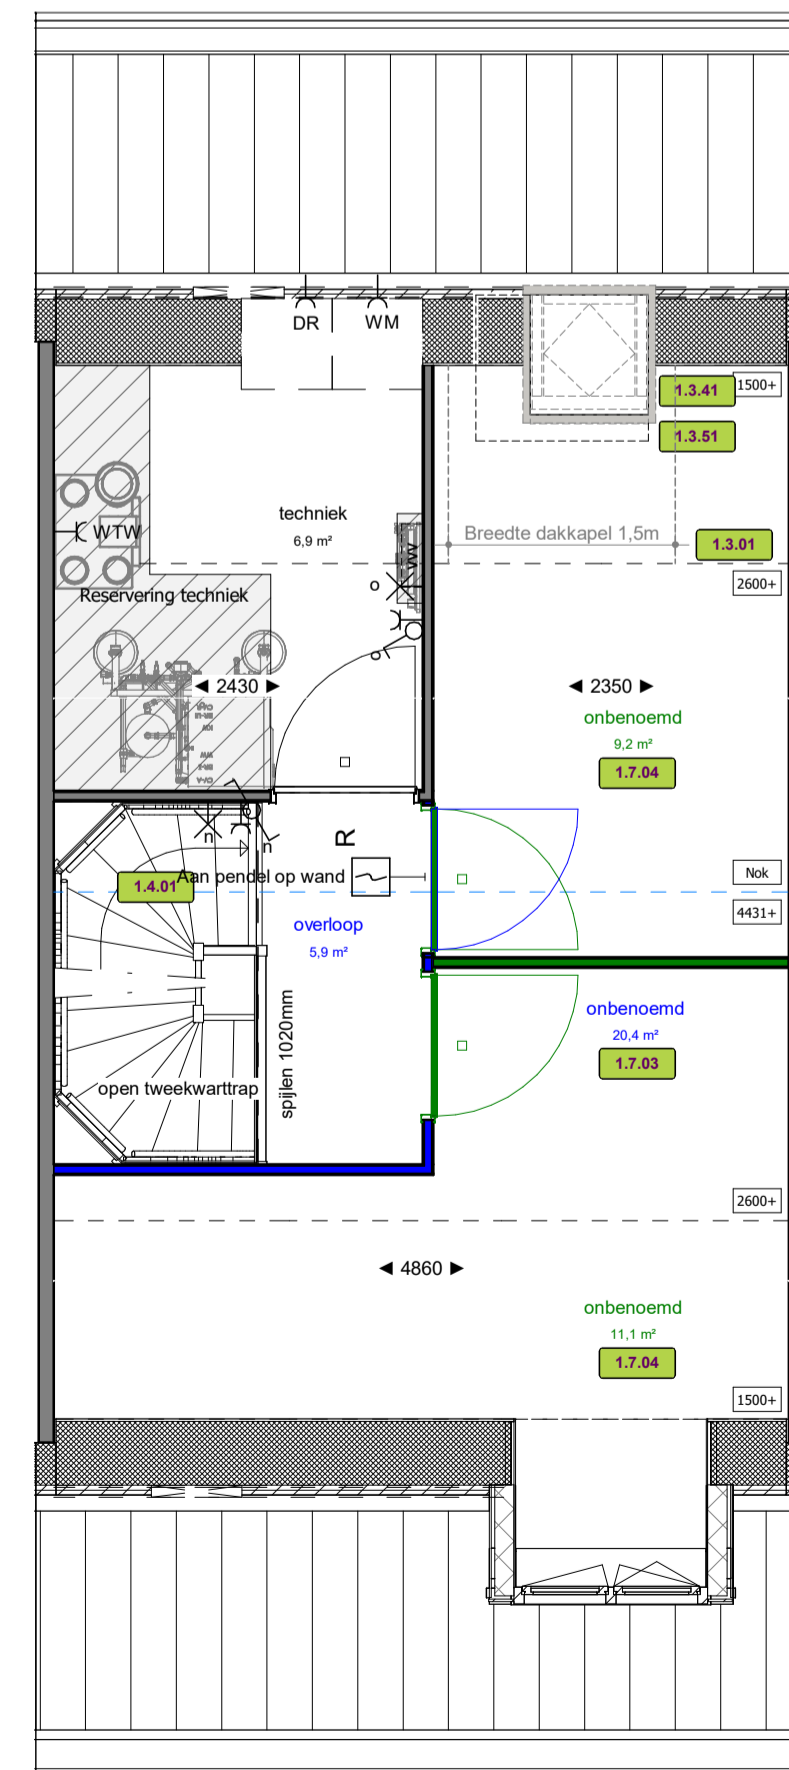 DR
WM
1.3.41
1500+
1.3.51
techniek
6,9 m²
WTW
Breedte dakkapel 1,5m
1.3.01
WV
o
2600+
Reservering techniek
o
2430
2350
onbenoemd
9,2 m²
1.7.04
n
n
R
Aan pendel op wand
1.4.01
Nok
4431+
overloop
5,9 m²
onbenoemd
20,4 m²
1.7.03
spijlen 1020mm
open tweekwarttrap
2600+
4860
onbenoemd
11,1 m²
1.7.04
1500+